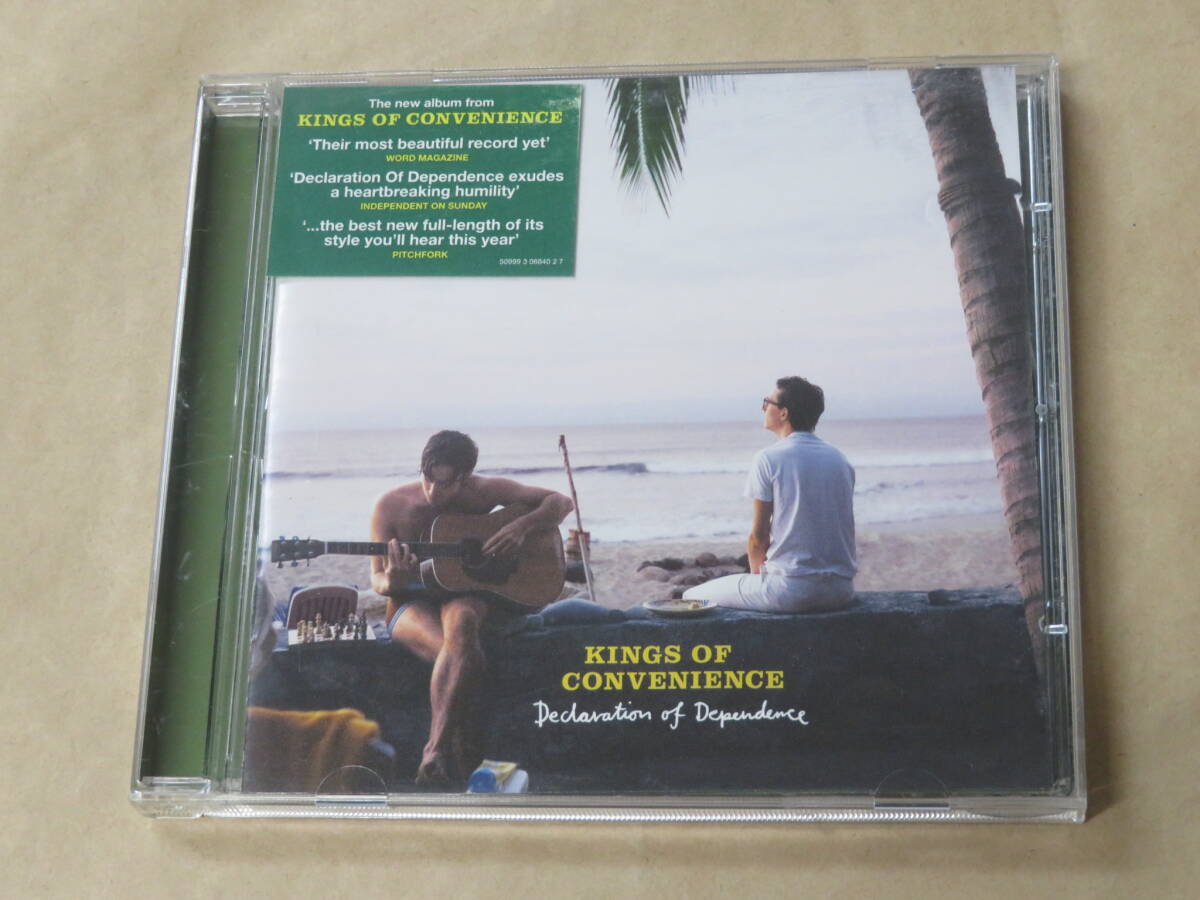 The new album from
KINGS OF CONVENIENCE
‘Their most beautiful record yet’
WORD MAGAZINE
‘Declaration Of Dependence exudes
a heartbreaking humility’
INDEPENDENT ON SUNDAY
‘...the best new full-length of its
style you’ll hear this year’
PITCHFORK
50999 3 06840 2 7
KINGS OF
CONVENIENCE
Declaration of Dependence